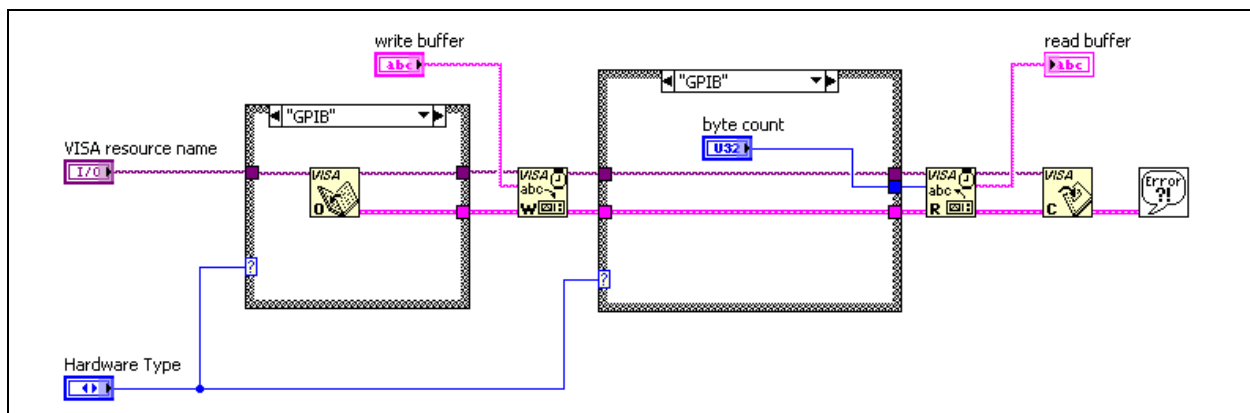 write buffer
abc
read buffer
abc
"GPIB"
"GPIB"
byte count
U32
VISA resource name
I/O
VISA
O
VISA
abc
W
VISA
abc
R
VISA
C
Error
?!
?
?
Hardware Type